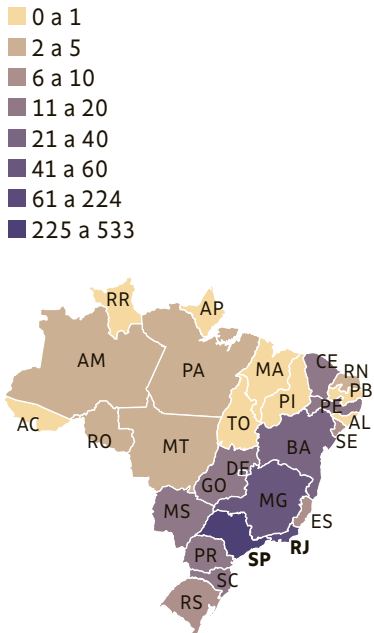 0 a 1
2 a 5
6 a 10
11 a 20
21 a 40
41 a 60
61 a 224
225 a 533
RR
AP
AM
PA
MA
CE
RN
PB
PI
PE
AL
AC
TO
SE
RO
MT
BA
DF
GO
MG
MS
ES
RJ
PR
SP
SC
RS